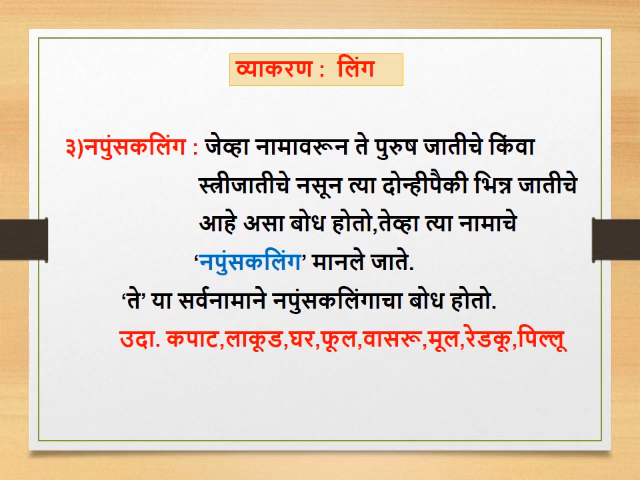 व्याकरण : लिंग
३)नपुंसकलिंग : जेव्हा नामावरून ते पुरुष जातीचे किंवा
स्त्रीजातीचे नसून त्या दोन्हीपैकी भिन्न जातीचे
आहे असा बोध होतो,तेव्हा त्या नामाचे
‘नपुंसकलिंग’ मानले जाते.
‘ते’ या सर्वनामाने नपुंसकलिंगाचा बोध होतो.
उदा. कपाट,लाकूड,घर,फूल,वासरू,मूल,रेडकू,पिल्लू